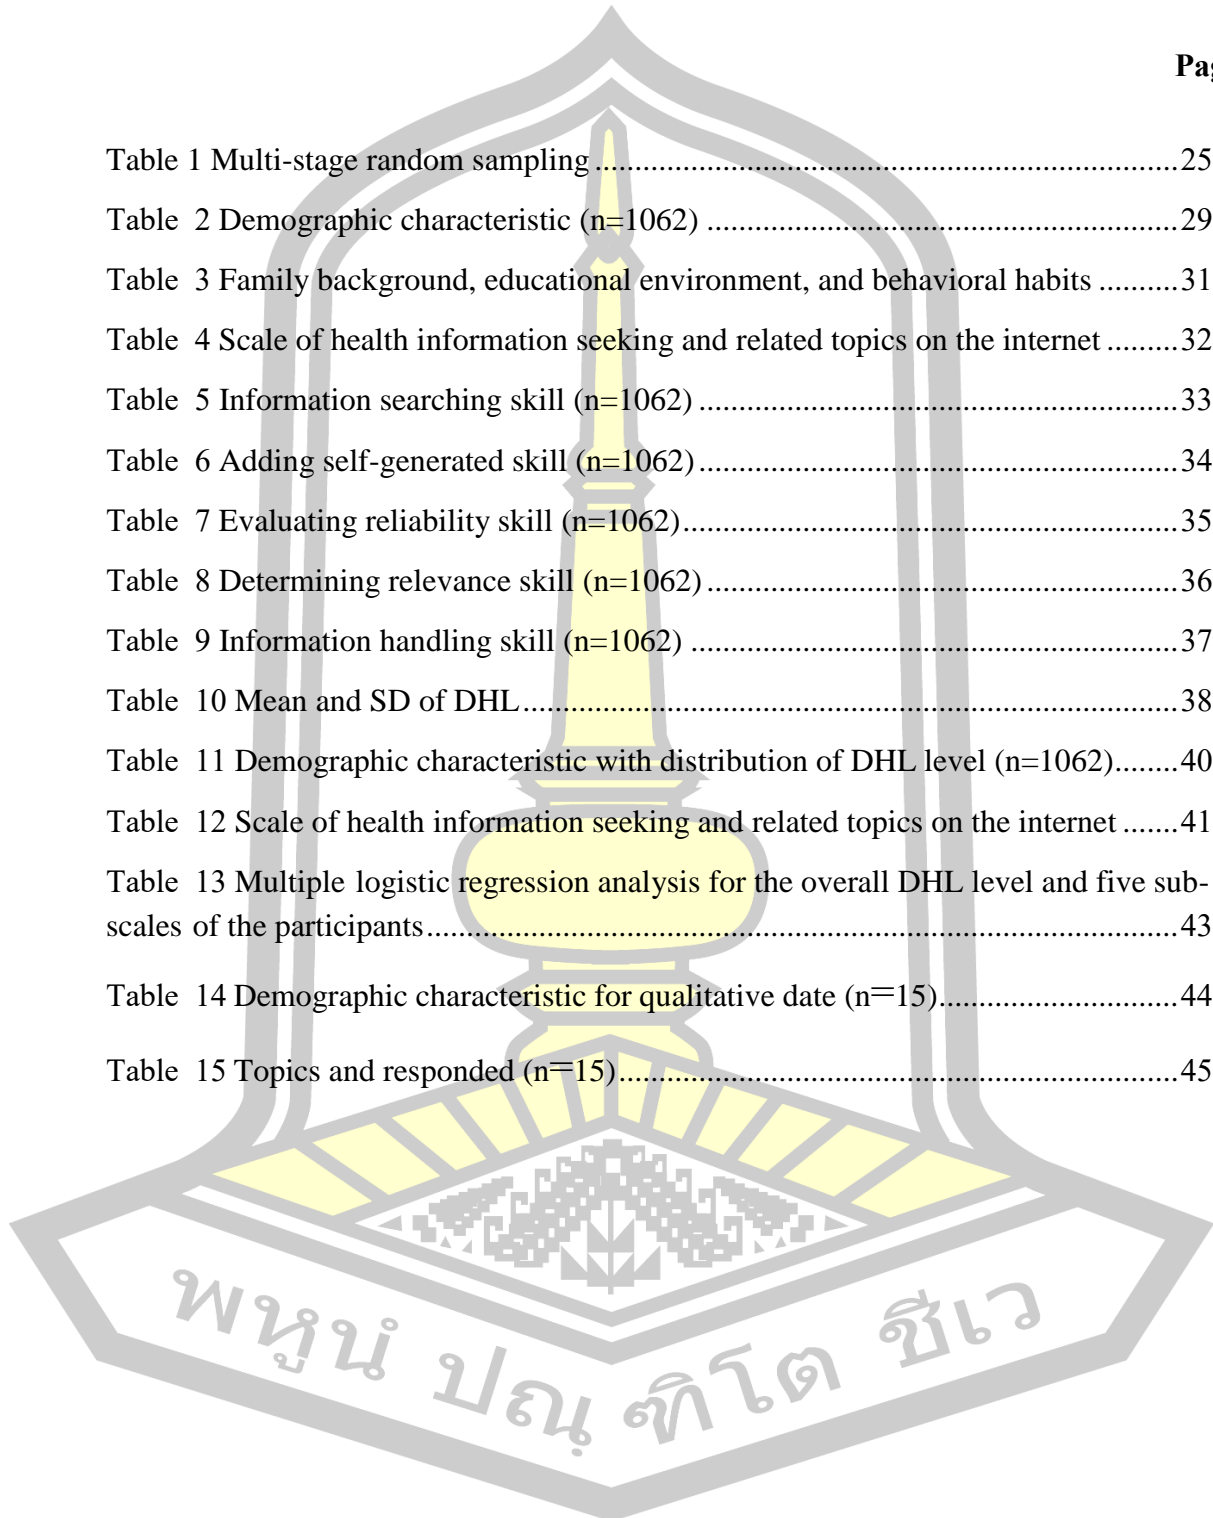 Pag
Table 1 Multi-stage random sampling ........................................................................ 25
Table  2 Demographic characteristic (n=1062) .......................................................... 29
Table  3 Family background, educational environment, and behavioral habits .......... 31
Table  4 Scale of health information seeking and related topics on the internet ......... 32
Table  5 Information searching skill (n=1062) ........................................................... 33
Table  6 Adding self-generated skill (n=1062) ........................................................... 34
Table  7 Evaluating reliability skill (n=1062) ............................................................. 35
Table  8 Determining relevance skill (n=1062) .......................................................... 36
Table  9 Information handling skill (n=1062) ............................................................ 37
Table  10 Mean and SD of DHL ................................................................................. 38
Table  11 Demographic characteristic with distribution of DHL level (n=1062) ........ 40
Table  12 Scale of health information seeking and related topics on the internet ....... 41
Table  13 Multiple logistic regression analysis for the overall DHL level and five sub-
scales of the participants ............................................................................................. 43
Table  14 Demographic characteristic for qualitative date (n=15) .............................. 44
Table  15 Topics and responded (n=15) ...................................................................... 45
พหูนํ ปณฺฑิโต ชีเว